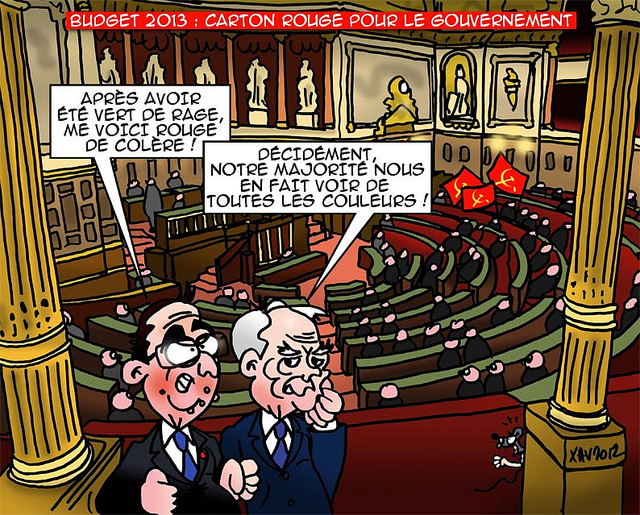 BUDGET 2013 : CARTON ROUGE POUR LE GOUVERNEMENT
APRÈS AVOIR
ÉTÉ VERT DE RAGE,
ME VOICI ROUGE
DE COLÈRE !
DÉCIDÉMENT,
NOTRE MAJORITÉ NOUS
EN FAIT VOIR DE
TOUTES LES COULEURS !
XAV2012